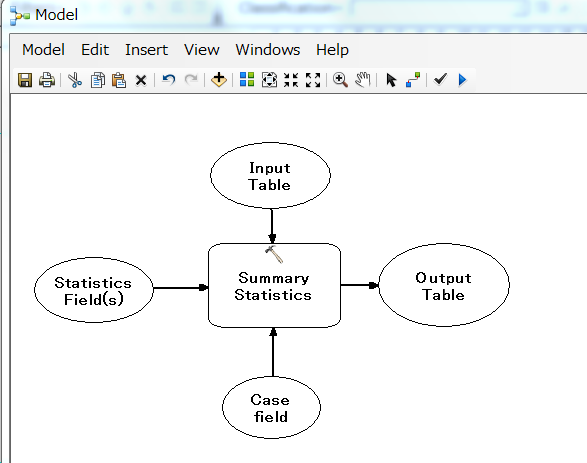 Model
Model Edit Insert View Windows Help
Input
Table
Statistics
Field(s)
Summary
Statistics
Output
Table
Case
field